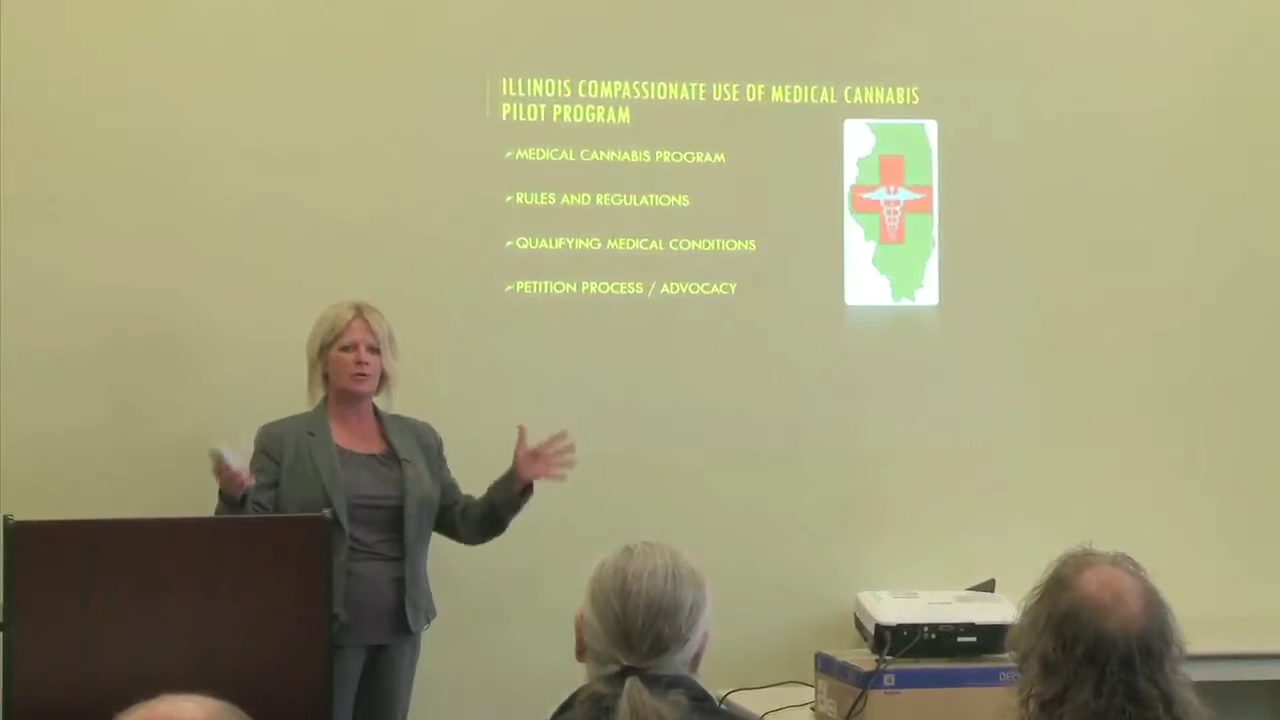 ILLINOIS COMPASSIONATE USE OF MEDICAL CANNABIS
PILOT PROGRAM
MEDICAL CANNABIS PROGRAM
RULES AND REGULATIONS
QUALIFYING MEDICAL CONDITIONS
PETITION PROCESS / ADVOCACY